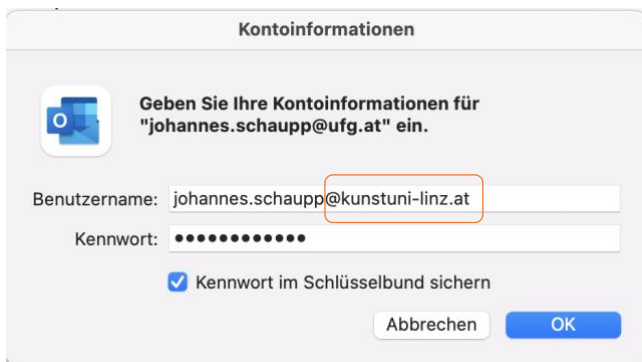 Kontoinformationen
Geben Sie Ihre Kontoinformationen für
"johannes.schaupp@ufg.at" ein.
Benutzername: johannes.schaupp@kunstuni-linz.at
Kennwort: ●●●●●●●●●●●●
Kennwort im Schlüsselbund sichern
Abbrechen OK